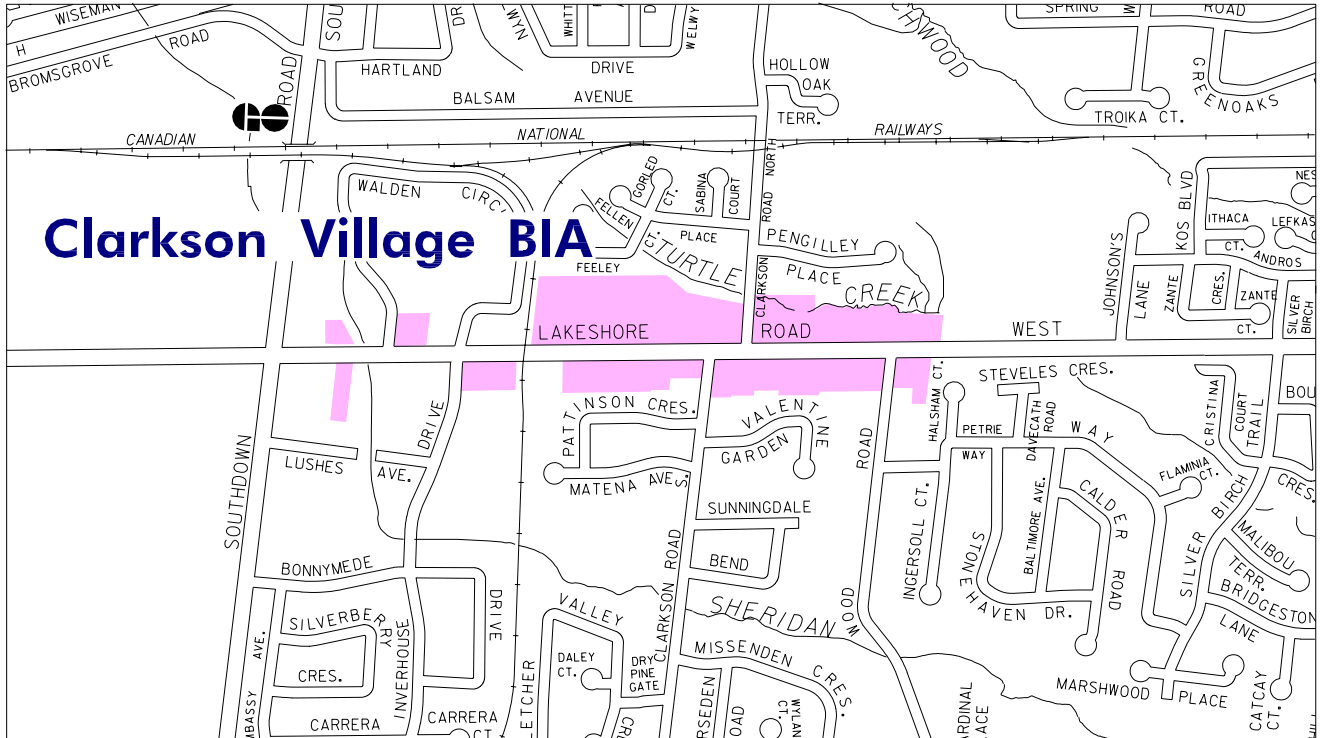 WISEMAN
H
BROMSGROVE ROAD
ROAD
HARTLAND
DRIVE
BALSAM AVENUE
HOLLOW
OAK
TERR.
SPRING
ROAD
GREENOAKS
TROIKA CT.
CANADIAN NATIONAL RAILWAYS
GO
WALDEN
GORLED
CT.
FELLEN
CT.
SABINA
COURT
PLACE
CLARKSON ROAD NORTH
PENGILLEY
PLACE
Clarkson Village BIA
FEELEY
TURTLE CREEK
LAKESHORE ROAD WEST
JOHNSON'S
LANE
KOS BLVD
ITHACA
CT.
ANDROS
ZANTE
CRES.
ZANTE
CT.
SILVER
BIRCH
SOUTHDOWN
LUSHES
AVE.
DRIVE
PATTINSON CRES.
MATENA AVE.
S.
VALENTINE
GARDEN
ROAD
HALSHAM CT.
STEVELES CRES.
DAVECATH
ROAD
PETRIE
WAY
WAY
CRISTINA
COURT
TRAIL
FLAMINIA
CT.
CRES.
SUNNINGDALE
BEND
INGERSOLL CT.
STONEHAVEN DR.
BALTIMORE AVE.
CALDER
ROAD
SILVER BIRCH
MALIBOU
TERR.
BRIDGESTON
LANE
BONNYMEDE
DRIVE
SILVERBERRY
CRES.
AVE.
INVERHOUSE
CARRERA
CARRERA
CT.
VALLEY
DALEY
CT.
DRY
PINE
GATE
CLARKSON ROAD
SHERIDAN
MISSENDEN CRES.
MARSHWOOD PLACE
CATCAY
CT.